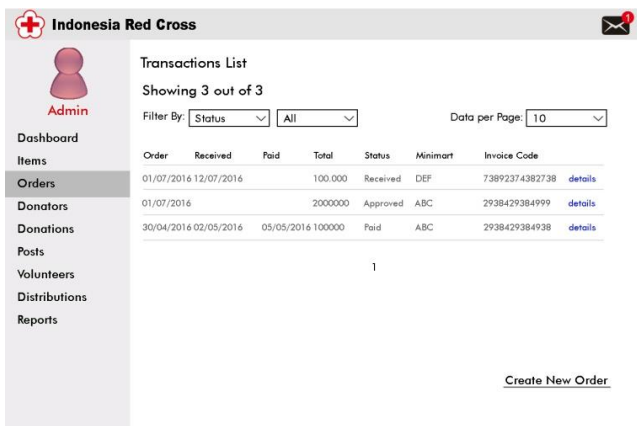 Indonesia Red Cross
1
Admin
Dashboard
Items
Orders
Donators
Donations
Posts
Volunteers
Distributions
Reports
Transactions List
Showing 3 out of 3
Filter By: Status All Data per Page: 10
Order Received Paid Total Status Minimart Invoice Code
01/07/2016 12/07/2016 100.000 Received DEF 73892374382738 details
01/07/2016 2000000 Approved ABC 2938429384999 details
30/04/2016 02/05/2016 05/05/2016 100000 Paid ABC 2938429384938 details
1
Create New Order